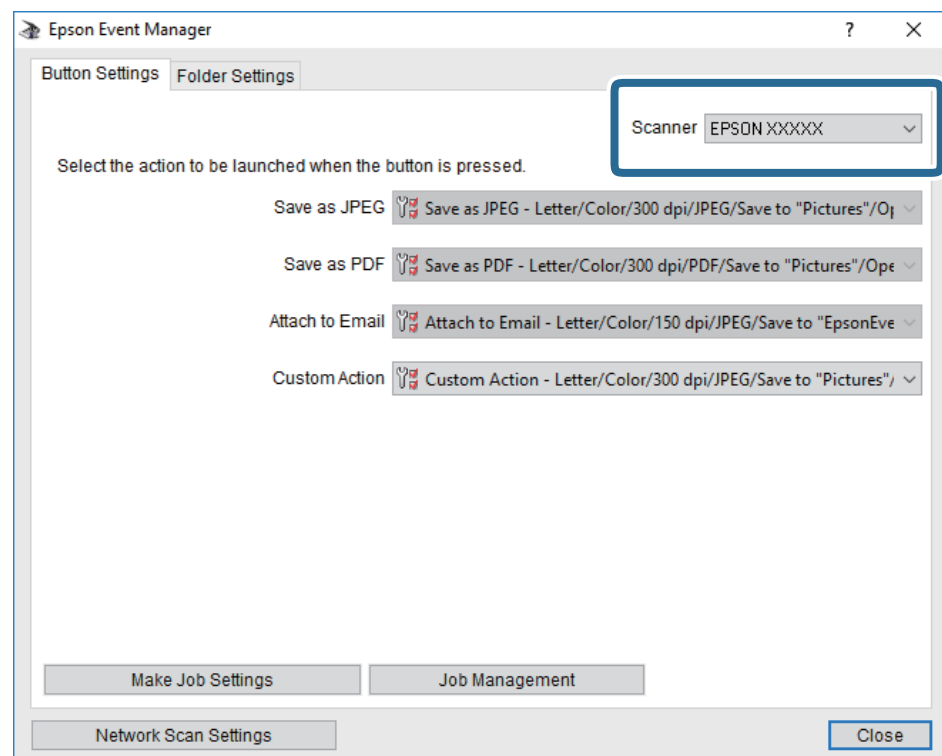 Epson Event Manager ?
Button Settings Folder Settings
Scanner EPSON XXXXX
Select the action to be launched when the button is pressed.
Save as JPEG Save as JPEG - Letter/Color/300 dpi/JPEG/Save to "Pictures"/Op
Save as PDF Save as PDF - Letter/Color/300 dpi/PDF/Save to "Pictures"/Ope
Attach to Email Attach to Email - Letter/Color/150 dpi/JPEG/Save to "EpsonEve
Custom Action Custom Action - Letter/Color/300 dpi/JPEG/Save to "Pictures"/
Make Job Settings Job Management
Network Scan Settings Close